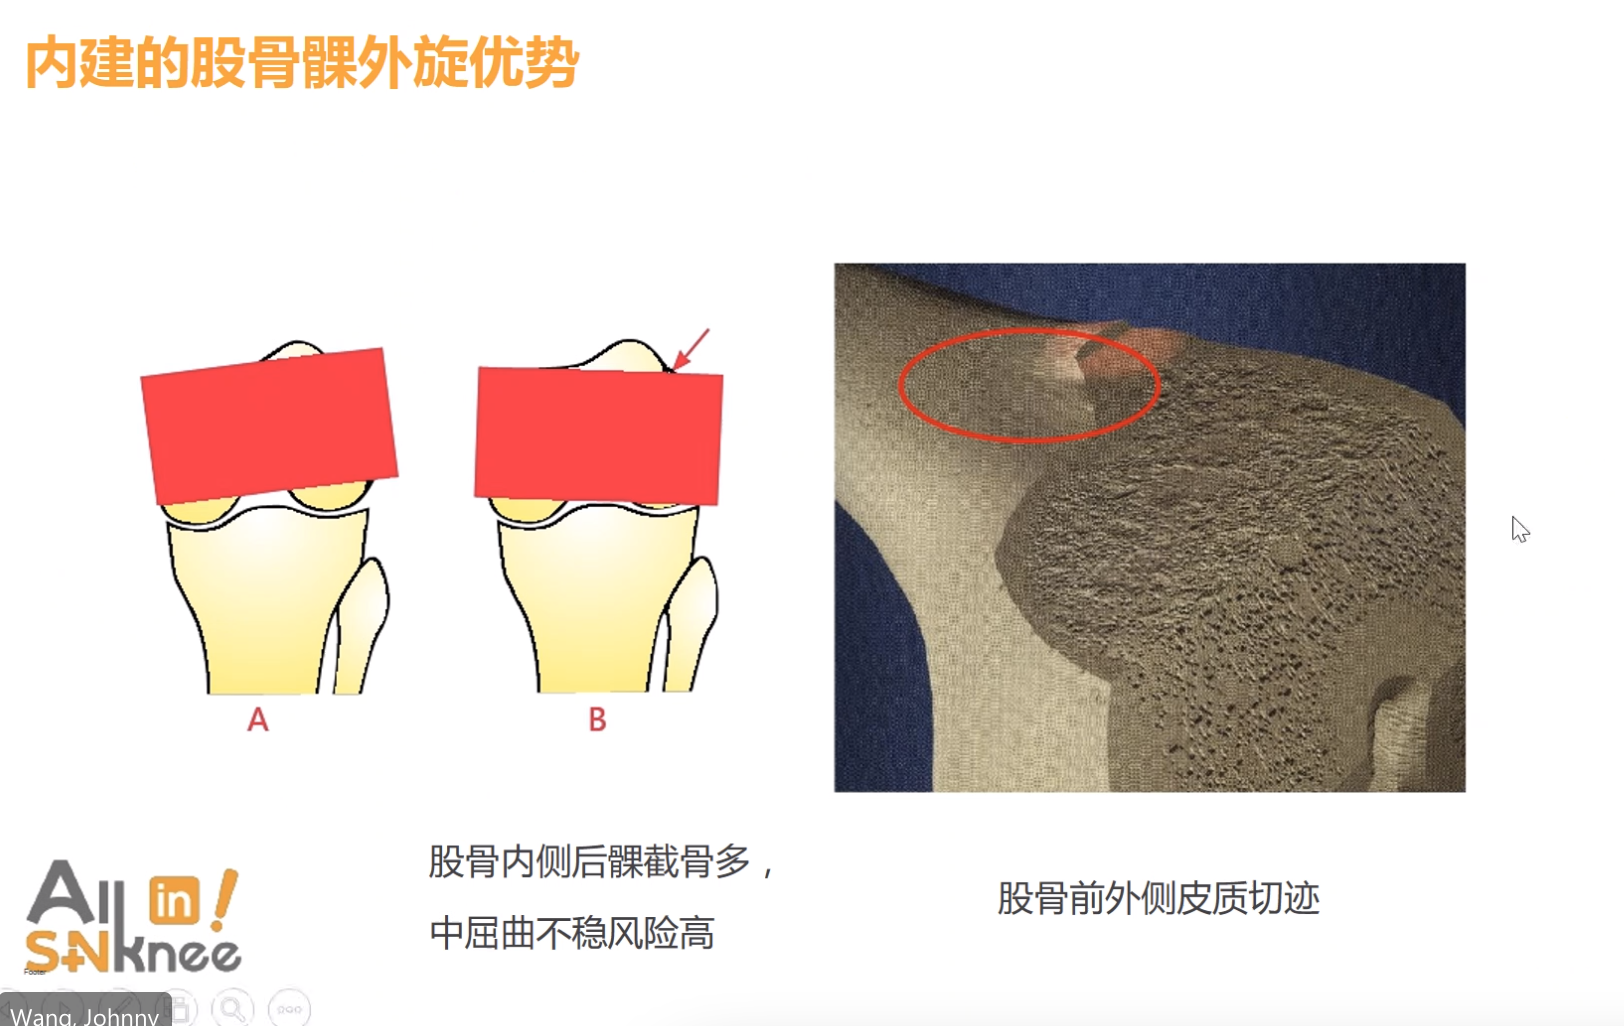 内建的股骨髁外旋优势
A
B
股骨内侧后髁截骨多，
中屈曲不稳风险高
股骨前外侧皮质切迹
All in!
S+N knee
Footer
Wang, Johnny